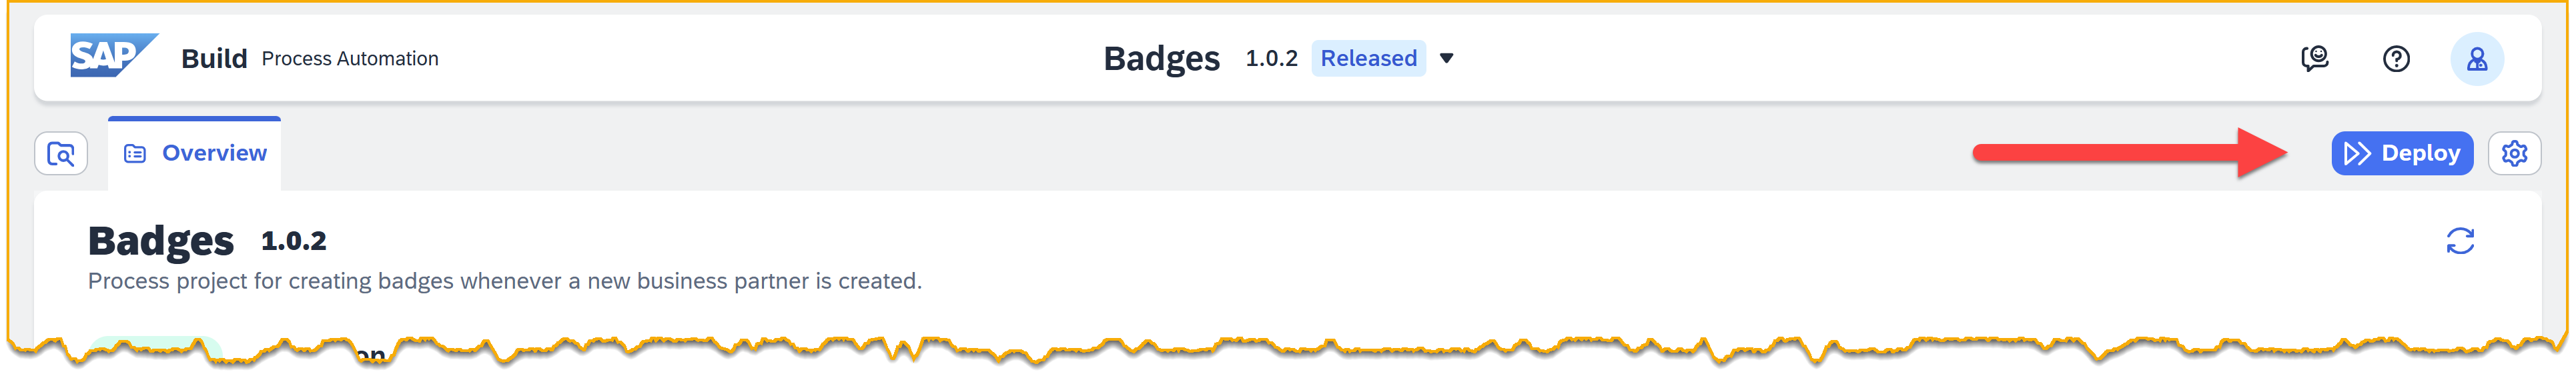 SAP Build Process Automation Badges 1.0.2 Released
Overview Deploy
Badges 1.0.2
Process project for creating badges whenever a new business partner is created.